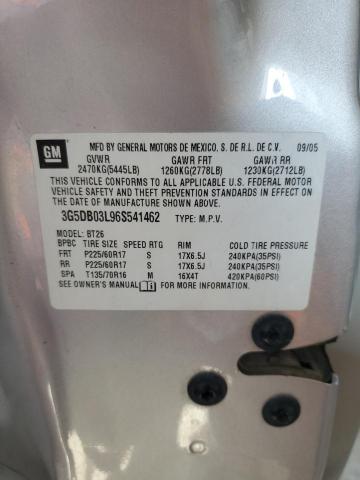 GM
MFD BY GENERAL MOTORS DE MEXICO, S. DE R.L. DE C.V. 09/05
GVWR GAWR FRT GAWR RR
2470KG(5445LB) 1260KG(2778LB) 1230KG(2712LB)
THIS VEHICLE CONFORMS TO ALL APPLICABLE U.S. FEDERAL MOTOR
VEHICLE SAFETY AND THEFT PREVENTION STANDARDS IN EFFECT ON
THE DATE OF MANUFACTURE SHOWN ABOVE.
3G5DB03L96S541462 TYPE: M.P.V.
MODEL: BT26
BPBC TIRE SIZE SPEED RTG RIM COLD TIRE PRESSURE
FRT P225/60R17 S 17X6.5J 240KPA(35PSI)
RR P225/60R17 S 17X6.5J 240KPA(35PSI)
SPA T135/70R16 M 16X4T 420KPA(60PSI)
SEE OWNER'S MANUAL FOR MORE INFORMATION.